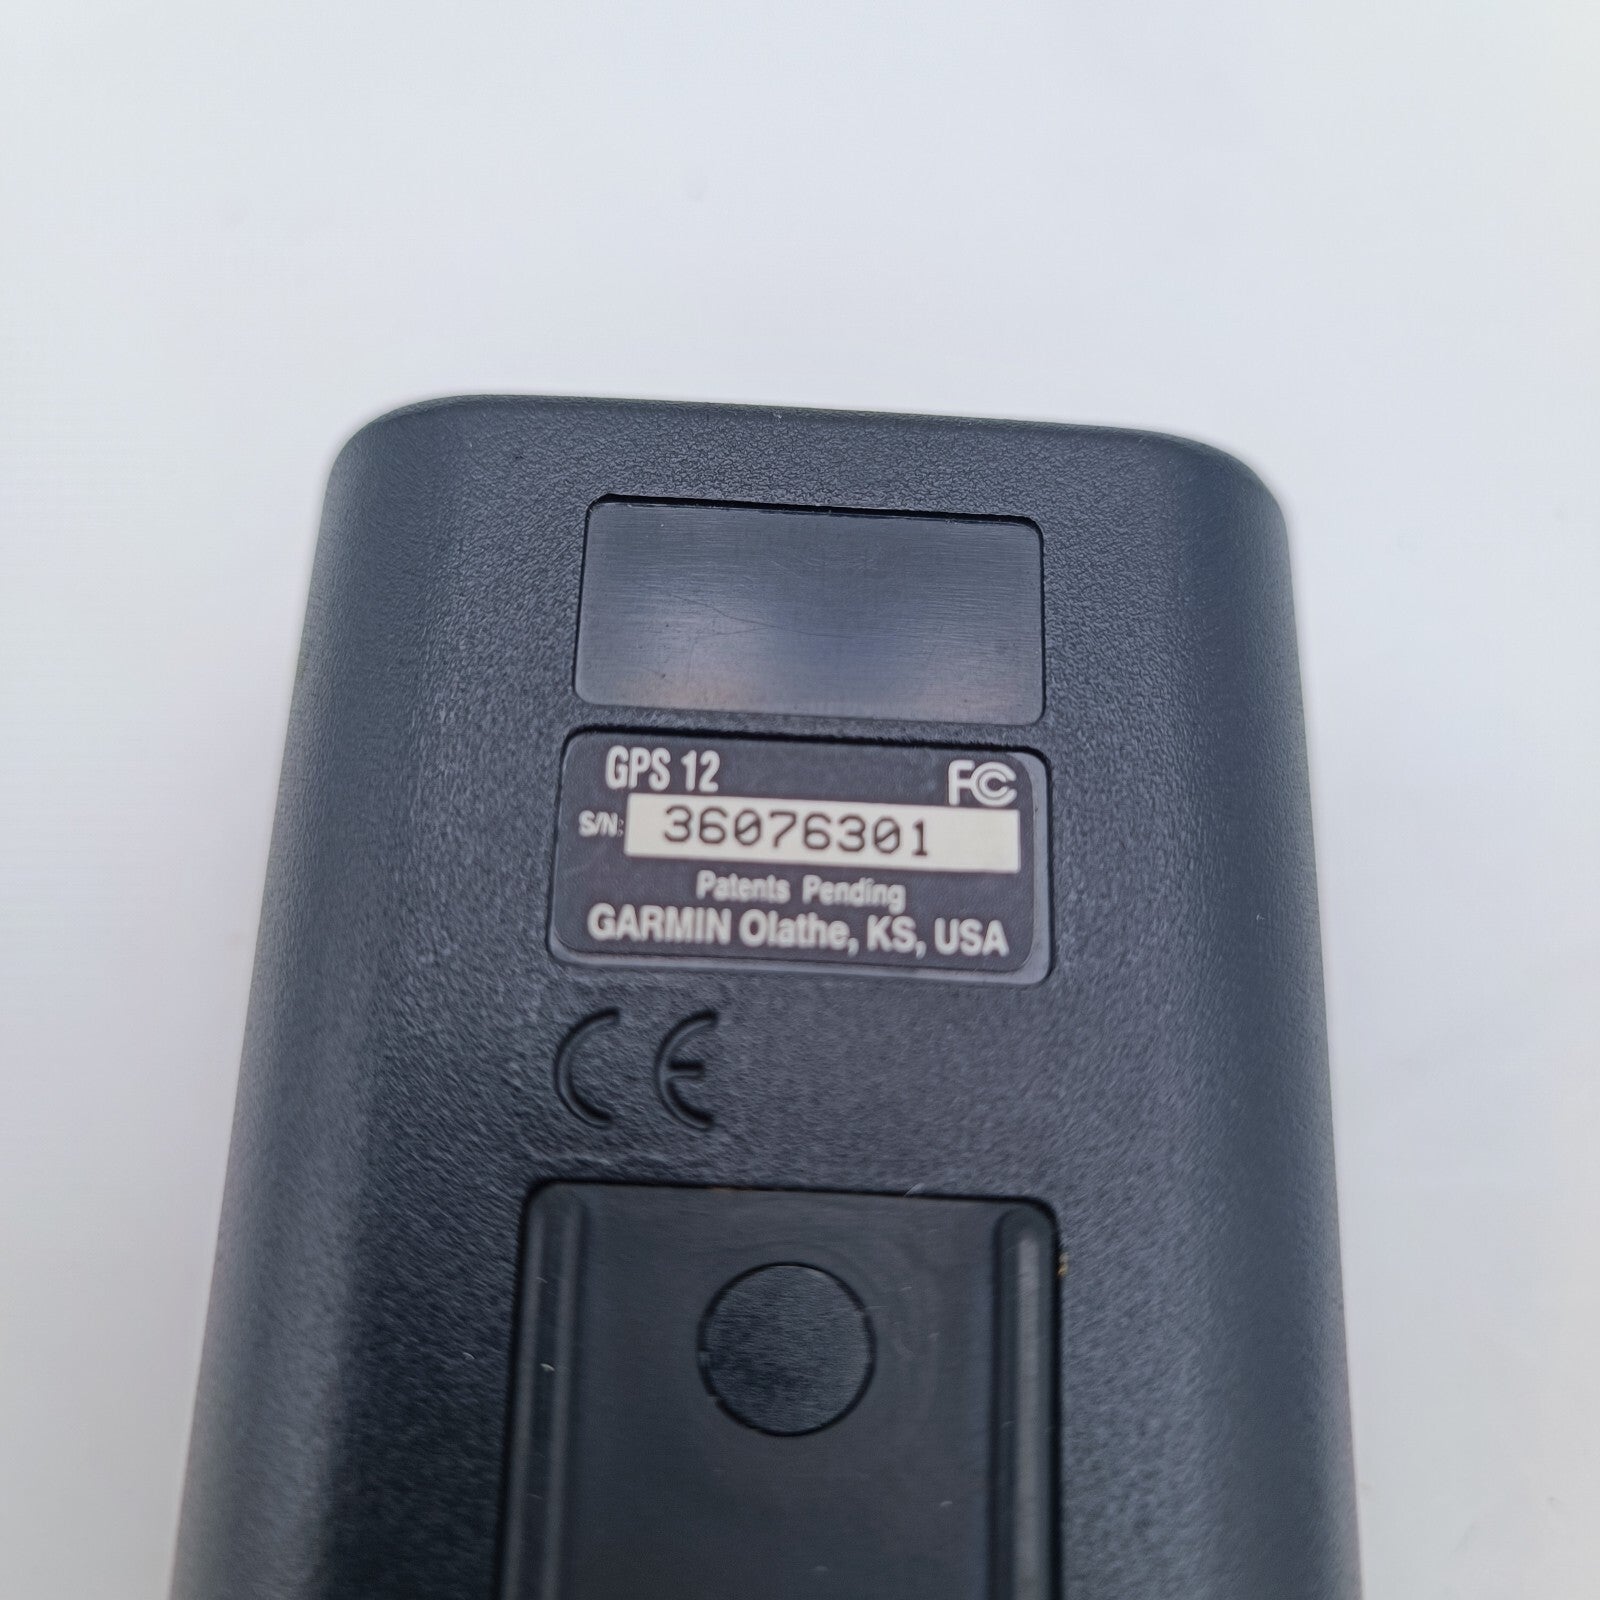 GPS 12 FC
S/N: 36076301
Patents Pending
GARMIN Olathe, KS, USA
CE